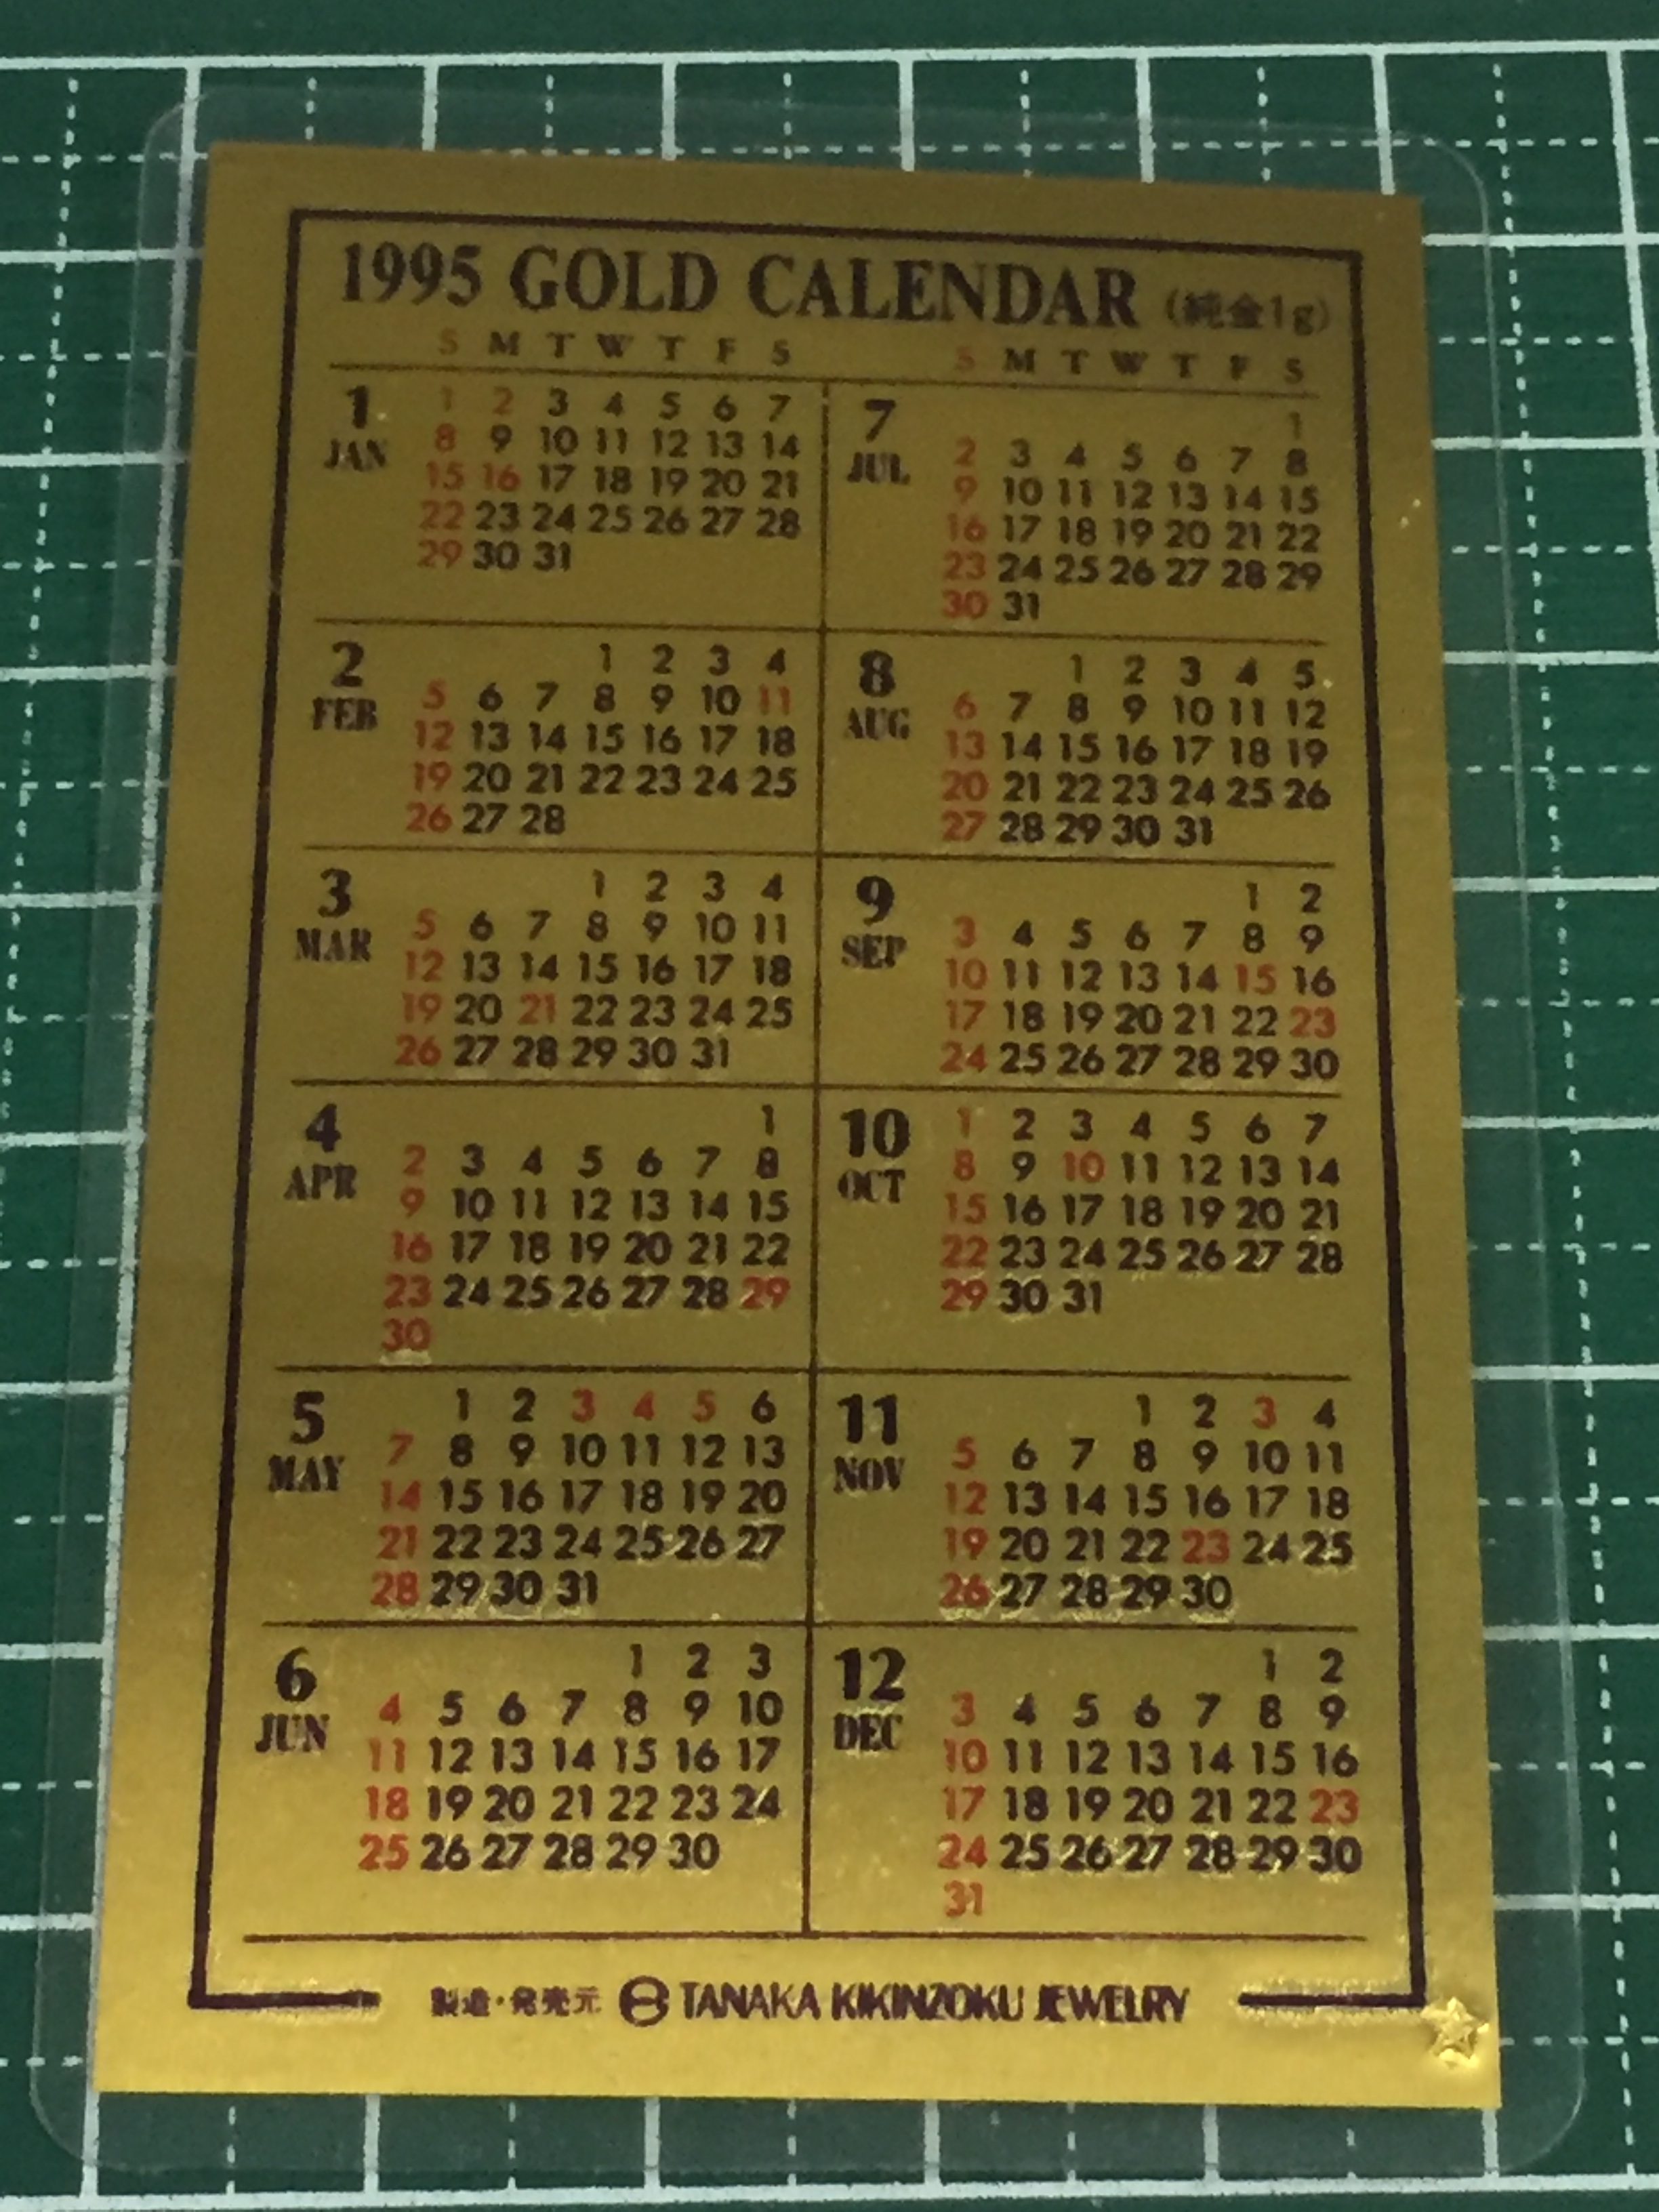 1995 GOLD CALENDAR (純金1g)
S M T W T F S
1
JAN
1 2 3 4 5 6 7
8 9 10 11 12 13 14
15 16 17 18 19 20 21
22 23 24 25 26 27 28
29 30 31
2
FEB
1 2 3 4
5 6 7 8 9 10 11
12 13 14 15 16 17 18
19 20 21 22 23 24 25
26 27 28
3
MAR
1 2 3 4
5 6 7 8 9 10 11
12 13 14 15 16 17 18
19 20 21 22 23 24 25
26 27 28 29 30 31
4
APR
1
2 3 4 5 6 7 8
9 10 11 12 13 14 15
16 17 18 19 20 21 22
23 24 25 26 27 28 29
30
5
MAY
1 2 3 4 5 6
7 8 9 10 11 12 13
14 15 16 17 18 19 20
21 22 23 24 25 26 27
28 29 30 31
6
JUN
1 2 3
4 5 6 7 8 9 10
11 12 13 14 15 16 17
18 19 20 21 22 23 24
25 26 27 28 29 30
S M T W T F S
7
JUL
1
2 3 4 5 6 7 8
9 10 11 12 13 14 15
16 17 18 19 20 21 22
23 24 25 26 27 28 29
30 31
8
AUG
1 2 3 4 5
6 7 8 9 10 11 12
13 14 15 16 17 18 19
20 21 22 23 24 25 26
27 28 29 30 31
9
SEP
1 2
3 4 5 6 7 8 9
10 11 12 13 14 15 16
17 18 19 20 21 22 23
24 25 26 27 28 29 30
10
OCT
1 2 3 4 5 6 7
8 9 10 11 12 13 14
15 16 17 18 19 20 21
22 23 24 25 26 27 28
29 30 31
11
NOV
1 2 3 4
5 6 7 8 9 10 11
12 13 14 15 16 17 18
19 20 21 22 23 24 25
26 27 28 29 30
12
DEC
1 2
3 4 5 6 7 8 9
10 11 12 13 14 15 16
17 18 19 20 21 22 23
24 25 26 27 28 29 30
31
製造・発売元 TANAKA KIKINZOKU JEWELRY